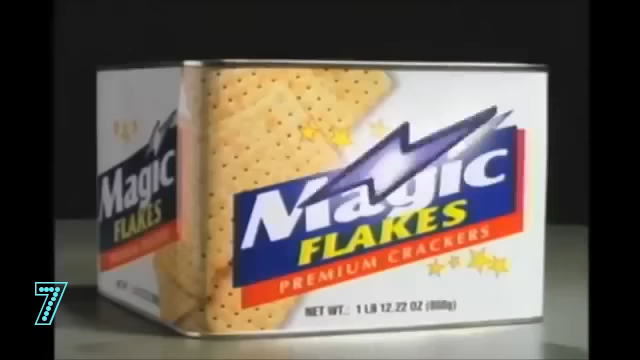 Magic
FLAKES
Magic
FLAKES
PREMIUM CRACKERS
NET WT.: 1 LB 12.22 OZ (800g)
7